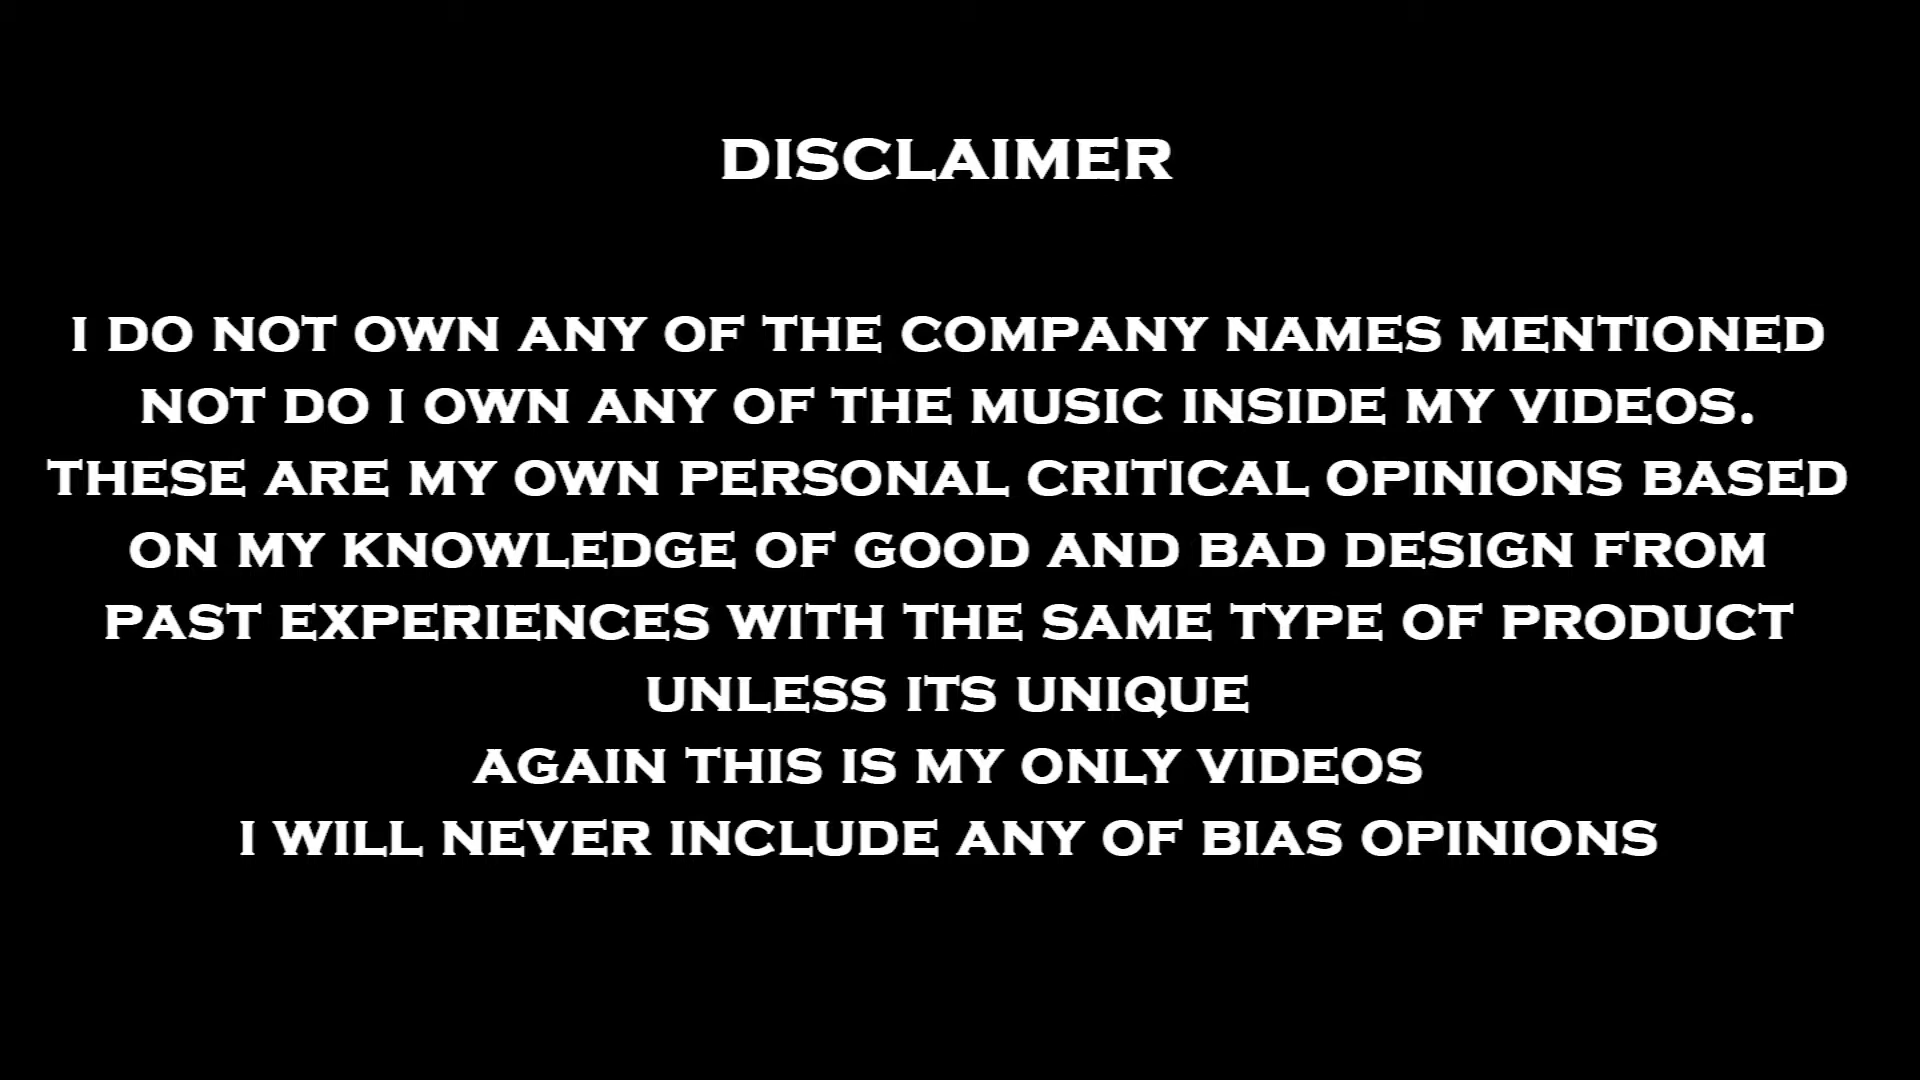 DISCLAIMER
I DO NOT OWN ANY OF THE COMPANY NAMES MENTIONED
NOT DO I OWN ANY OF THE MUSIC INSIDE MY VIDEOS.
THESE ARE MY OWN PERSONAL CRITICAL OPINIONS BASED
ON MY KNOWLEDGE OF GOOD AND BAD DESIGN FROM
PAST EXPERIENCES WITH THE SAME TYPE OF PRODUCT
UNLESS ITS UNIQUE
AGAIN THIS IS MY ONLY VIDEOS
I WILL NEVER INCLUDE ANY OF BIAS OPINIONS